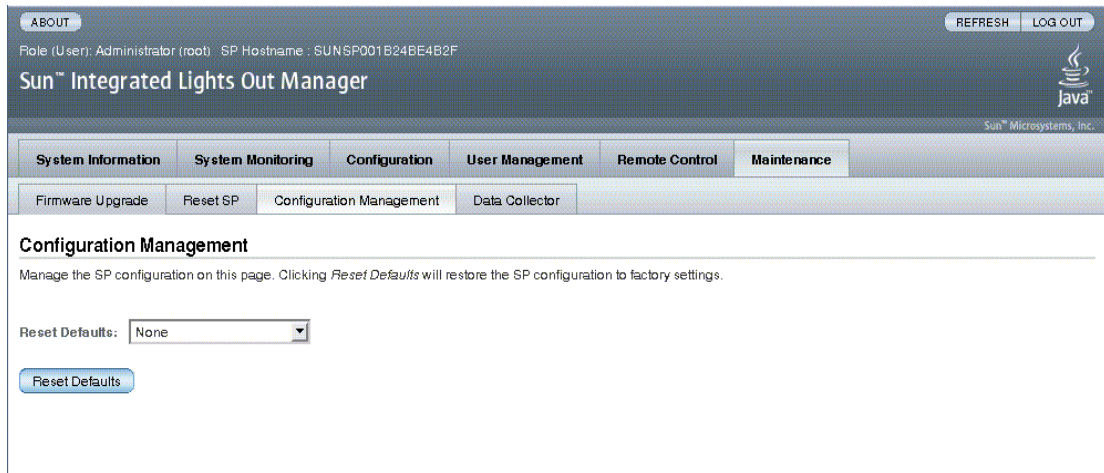 ABOUT
REFRESH LOG OUT
Role (User): Administrator (root) SP Hostname : SUNSP001B24BE4B2F
Sun™ Integrated Lights Out Manager
Java™
Sun™ Microsystems, Inc.
System Information System Monitoring Configuration User Management Remote Control Maintenance
Firmware Upgrade Reset SP Configuration Management Data Collector
Configuration Management
Manage the SP configuration on this page. Clicking Reset Defaults will restore the SP configuration to factory settings.
Reset Defaults: None
Reset Defaults